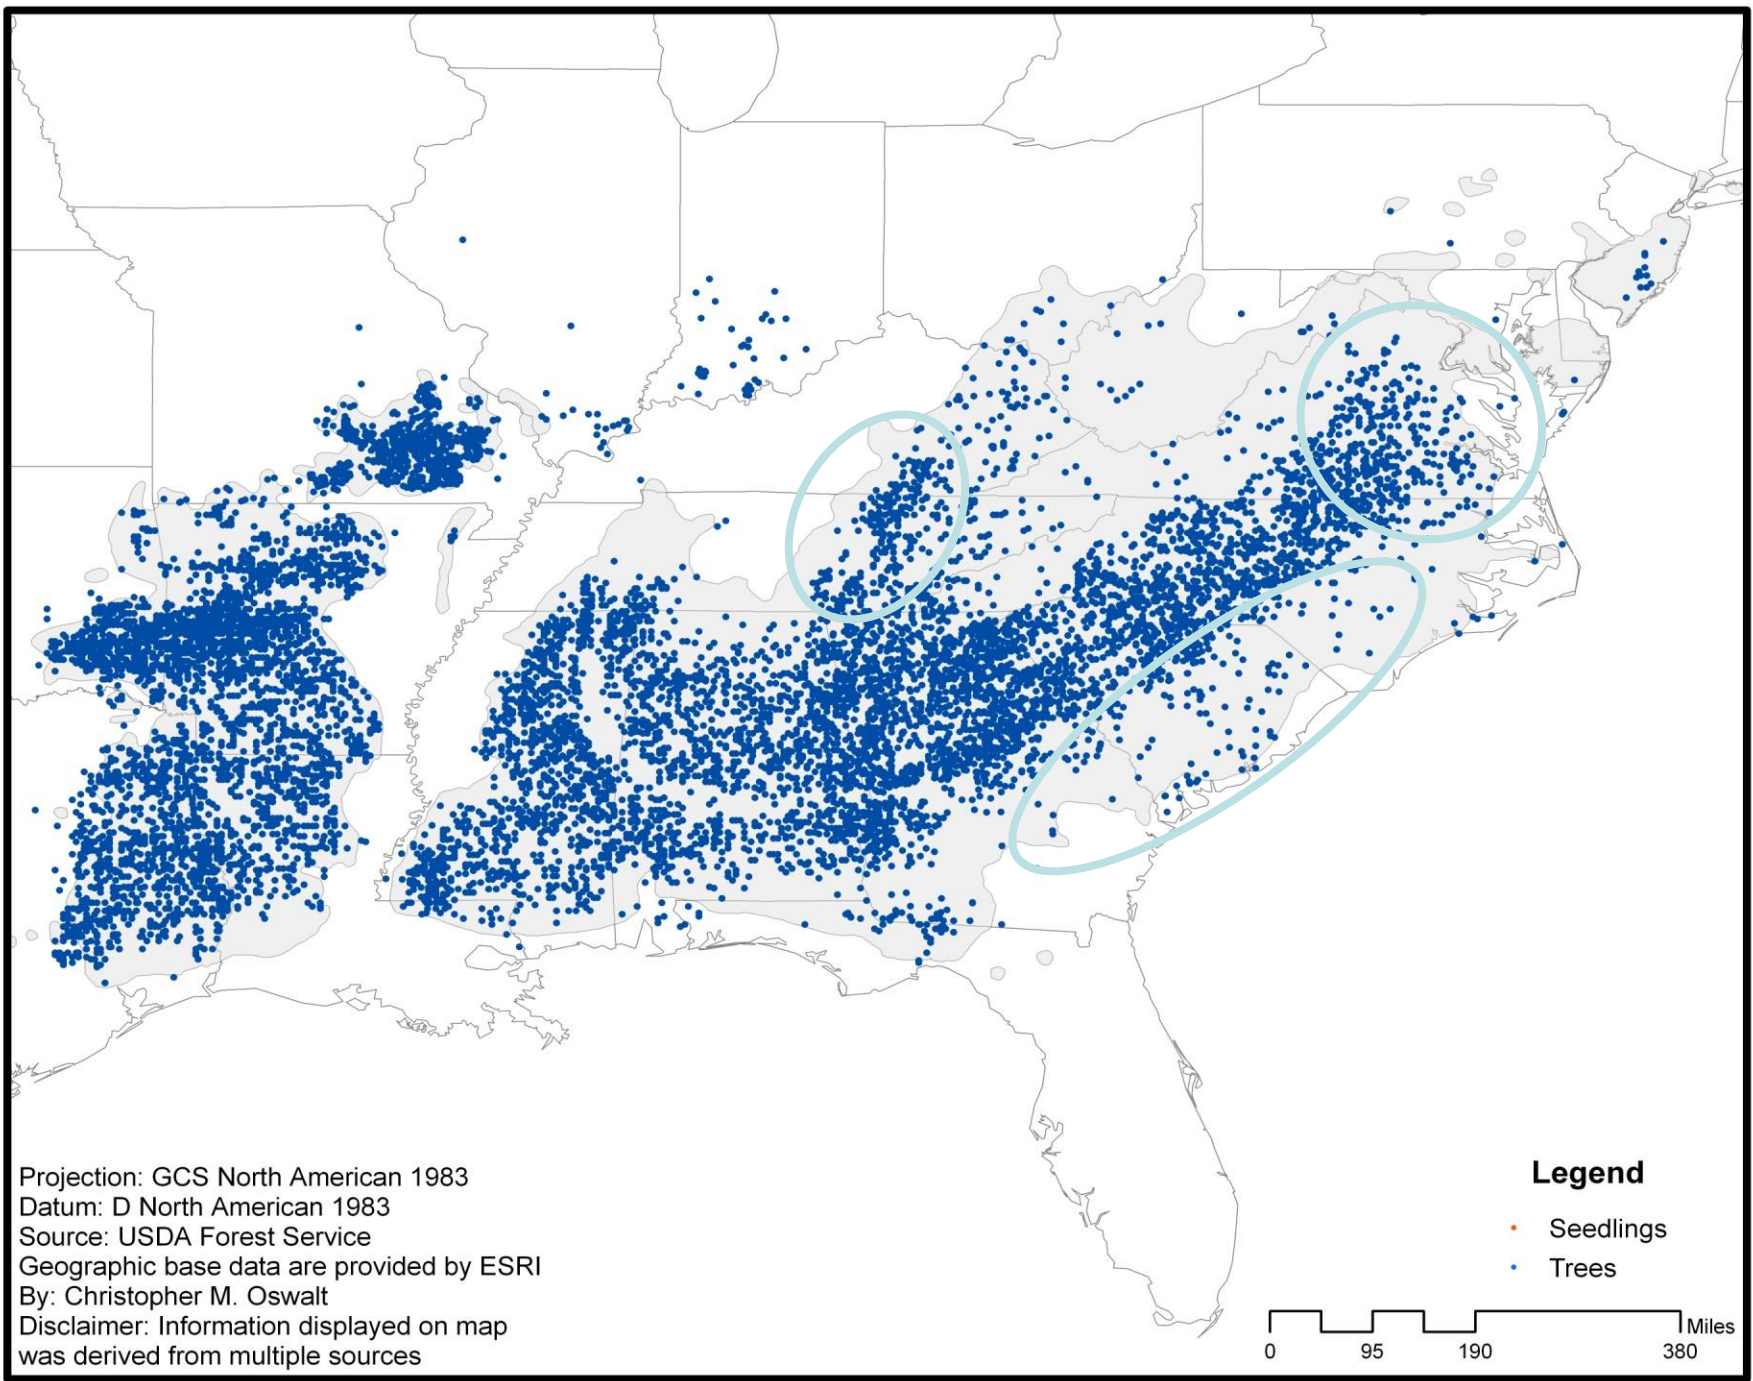 Projection: GCS North American 1983
Datum: D North American 1983
Source: USDA Forest Service
Geographic base data are provided by ESRI
By: Christopher M. Oswalt
Disclaimer: Information displayed on map
was derived from multiple sources
Legend
Seedlings
Trees
Miles
0 95 190 380